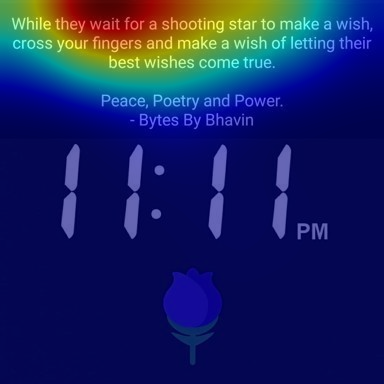 While they wait for a shooting star to make a wish,
cross your fingers and make a wish of letting their
best wishes come true.
Peace, Poetry and Power.
- Bytes By Bhavin
11:11 PM